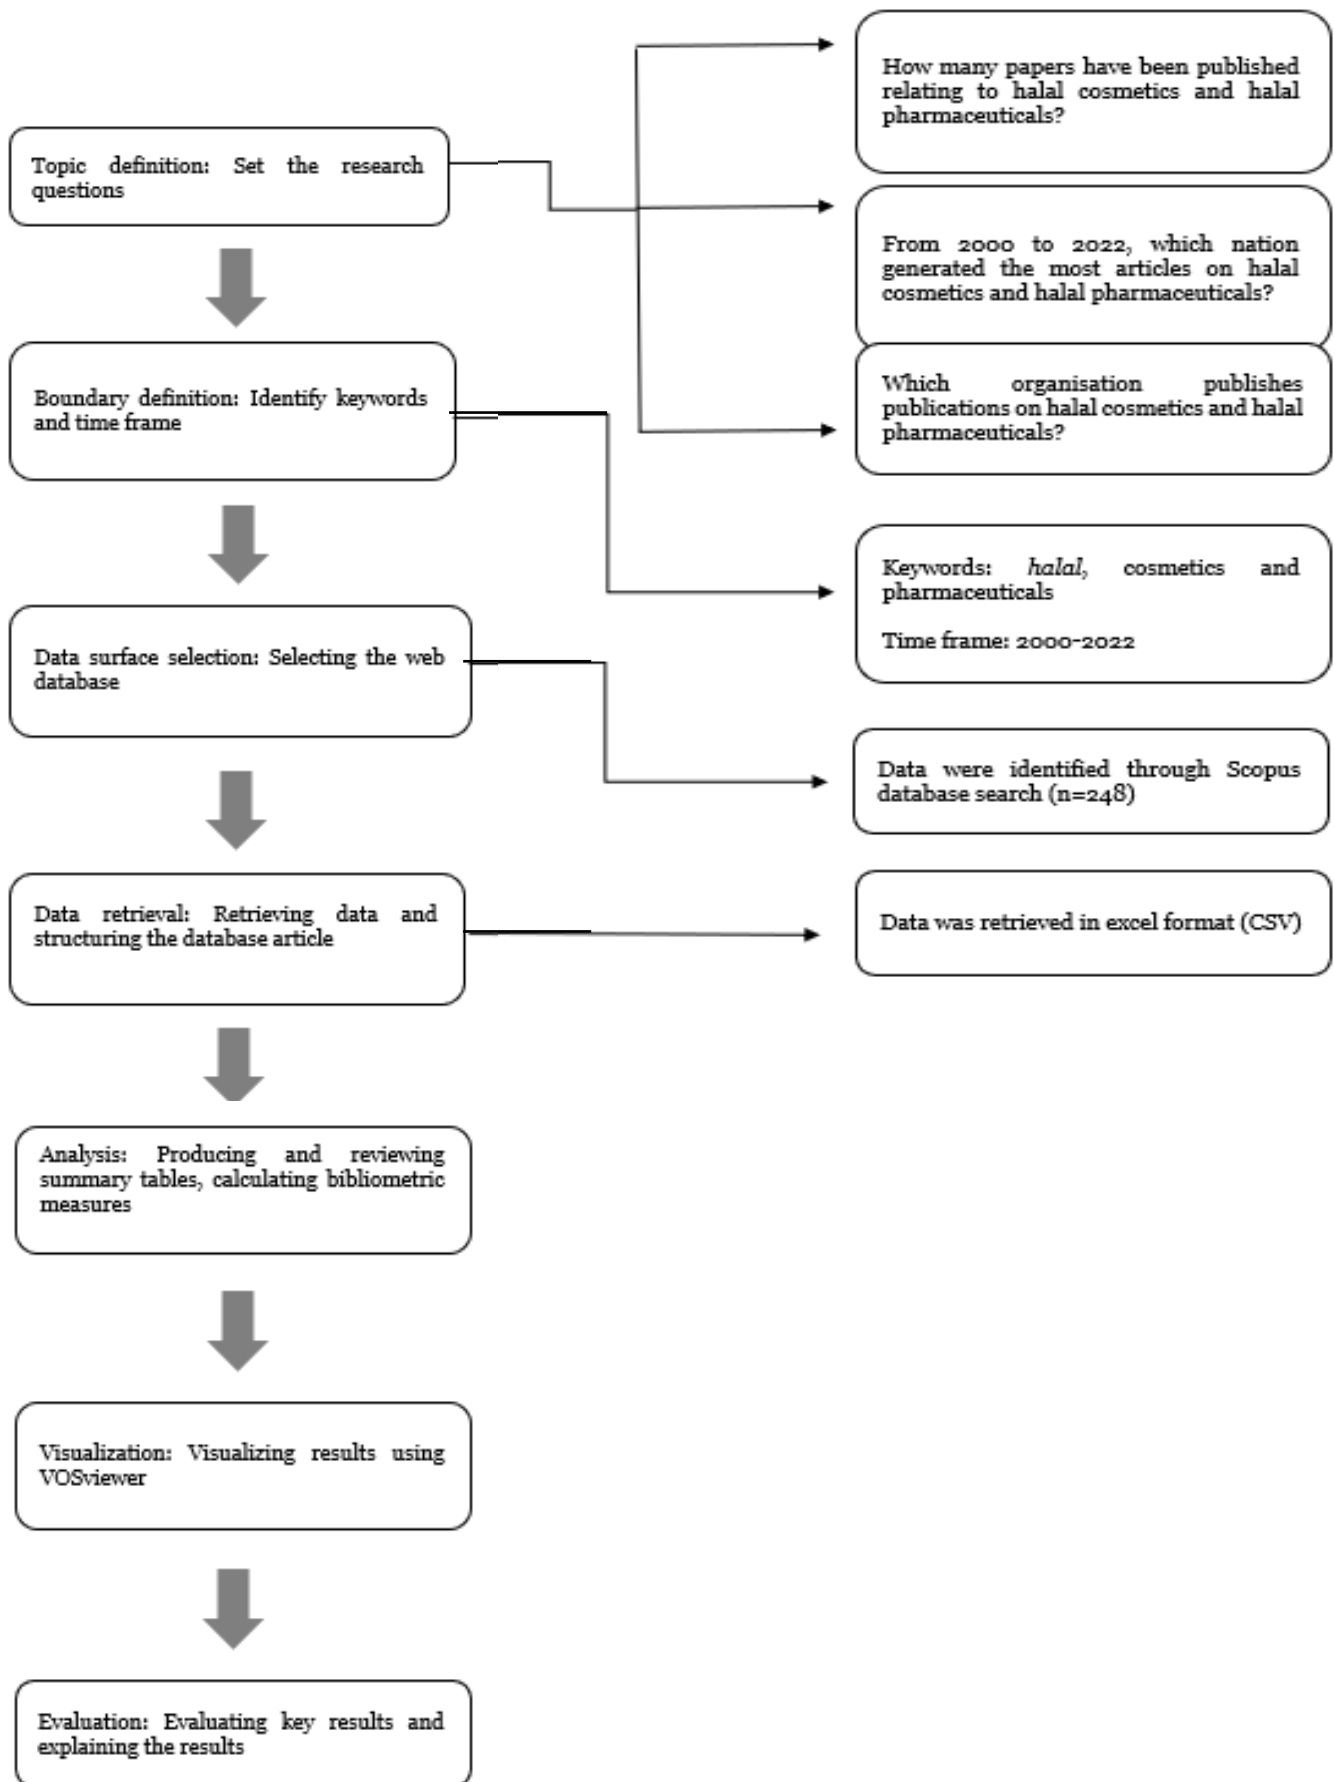 Topic definition: Set the research
questions
How many papers have been published
relating to halal cosmetics and halal
pharmaceuticals?
From 2000 to 2022, which nation
generated the most articles on halal
cosmetics and halal pharmaceuticals?
Which organisation publishes
publications on halal cosmetics and halal
pharmaceuticals?
Boundary definition: Identify keywords
and time frame
Keywords: halal, cosmetics and
pharmaceuticals
Time frame: 2000-2022
Data surface selection: Selecting the web
database
Data were identified through Scopus
database search (n=248)
Data retrieval: Retrieving data and
structuring the database article
Data was retrieved in excel format (CSV)
Analysis: Producing and reviewing
summary tables, calculating bibliometric
measures
Visualization: Visualizing results using
VOSviewer
Evaluation: Evaluating key results and
explaining the results